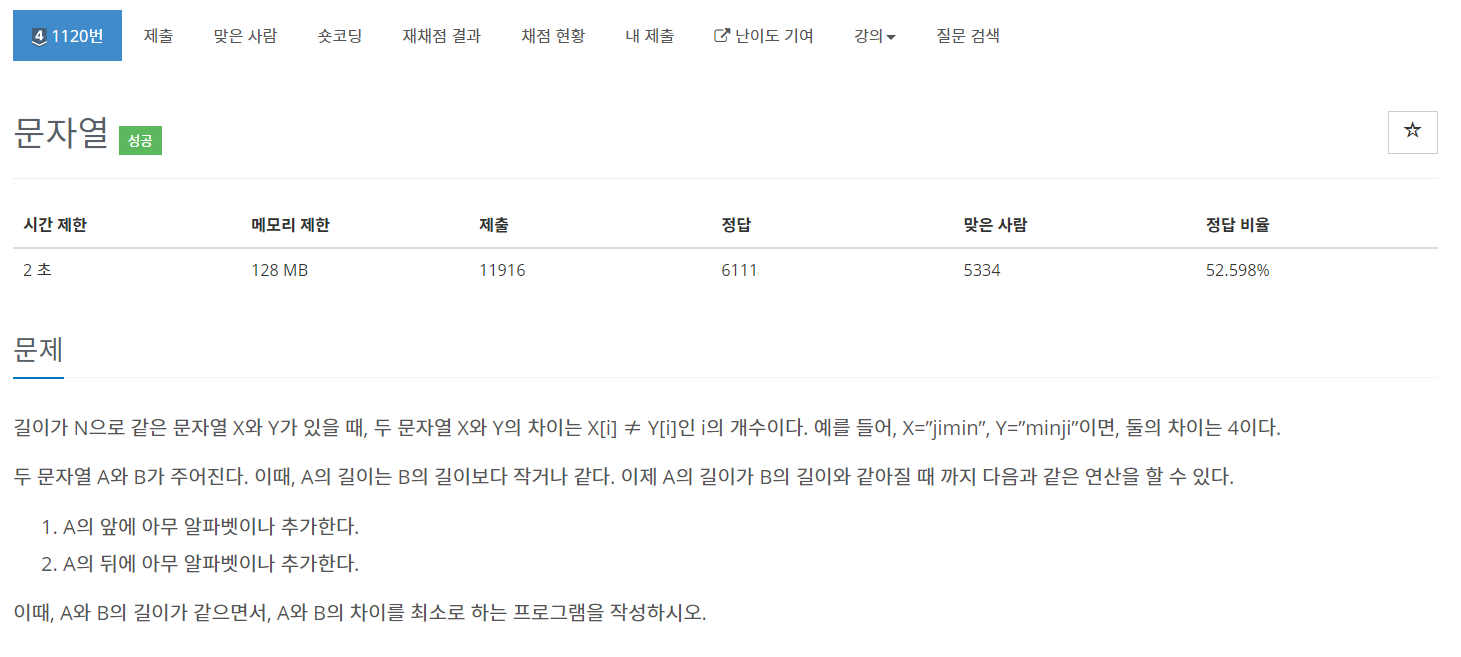 4 1120번 제출 맞은 사람 숏코딩 재채점 결과 채점 현황 내 제출 난이도 기여 강의 질문 검색
문자열 성공
시간 제한 메모리 제한 제출 정답 맞은 사람 정답 비율
2 초 128 MB 11916 6111 5334 52.598%
문제
길이가 N으로 같은 문자열 X와 Y가 있을 때, 두 문자열 X와 Y의 차이는 X[i] ≠ Y[i]인 i의 개수이다. 예를 들어, X=”jimin”, Y=”minji”이면, 둘의 차이는 4이다.
두 문자열 A와 B가 주어진다. 이때, A의 길이는 B의 길이보다 작거나 같다. 이제 A의 길이가 B의 길이와 같아질 때 까지 다음과 같은 연산을 할 수 있다.
1. A의 앞에 아무 알파벳이나 추가한다.
2. A의 뒤에 아무 알파벳이나 추가한다.
이때, A와 B의 길이가 같으면서, A와 B의 차이를 최소로 하는 프로그램을 작성하시오.